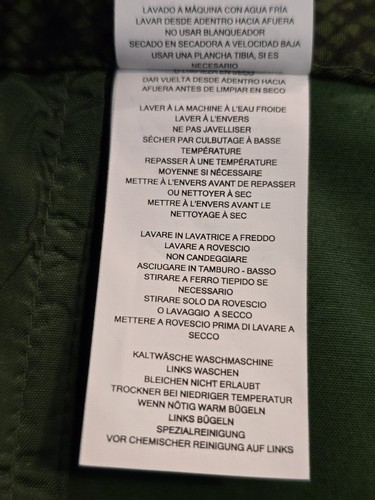 LAVADO A MÁQUINA CON AGUA FRÍA
LAVAR DESDE ADENTRO HACIA AFUERA
NO USAR BLANQUEADOR
SECADO EN SECADORA A VELOCIDAD BAJA
USAR UNA PLANCHA TIBIA, SI ES
NECESARIO
DAR VUELTA DESDE ADENTRO HACIA
AFUERA ANTES DE LIMPIAR EN SECO
LAVER À LA MACHINE À L'EAU FROIDE
LAVER À L'ENVERS
NE PAS JAVELLISER
SÉCHER PAR CULBUTAGE À BASSE
TEMPÉRATURE
REPASSER À UNE TEMPÉRATURE
MOYENNE SI NÉCESSAIRE
METTRE À L'ENVERS AVANT DE REPASSER
OU NETTOYER À SEC
METTRE À L'ENVERS AVANT LE
NETTOYAGE À SEC
LAVARE IN LAVATRICE A FREDDO
LAVARE A ROVESCIO
NON CANDEGGIARE
ASCIUGARE IN TAMBURO - BASSO
STIRARE A FERRO TIEPIDO SE
NECESSARIO
STIRARE SOLO DA ROVESCIO
O LAVAGGIO A SECCO
METTERE A ROVESCIO PRIMA DI LAVARE A
SECCO
KALTWÄSCHE WASCHMASCHINE
LINKS WASCHEN
BLEICHEN NICHT ERLAUBT
TROCKNER BEI NIEDRIGER TEMPERATUR
WENN NÖTIG WARM BÜGELN
LINKS BÜGELN
SPEZIALREINIGUNG
VOR CHEMISCHER REINIGUNG AUF LINKS